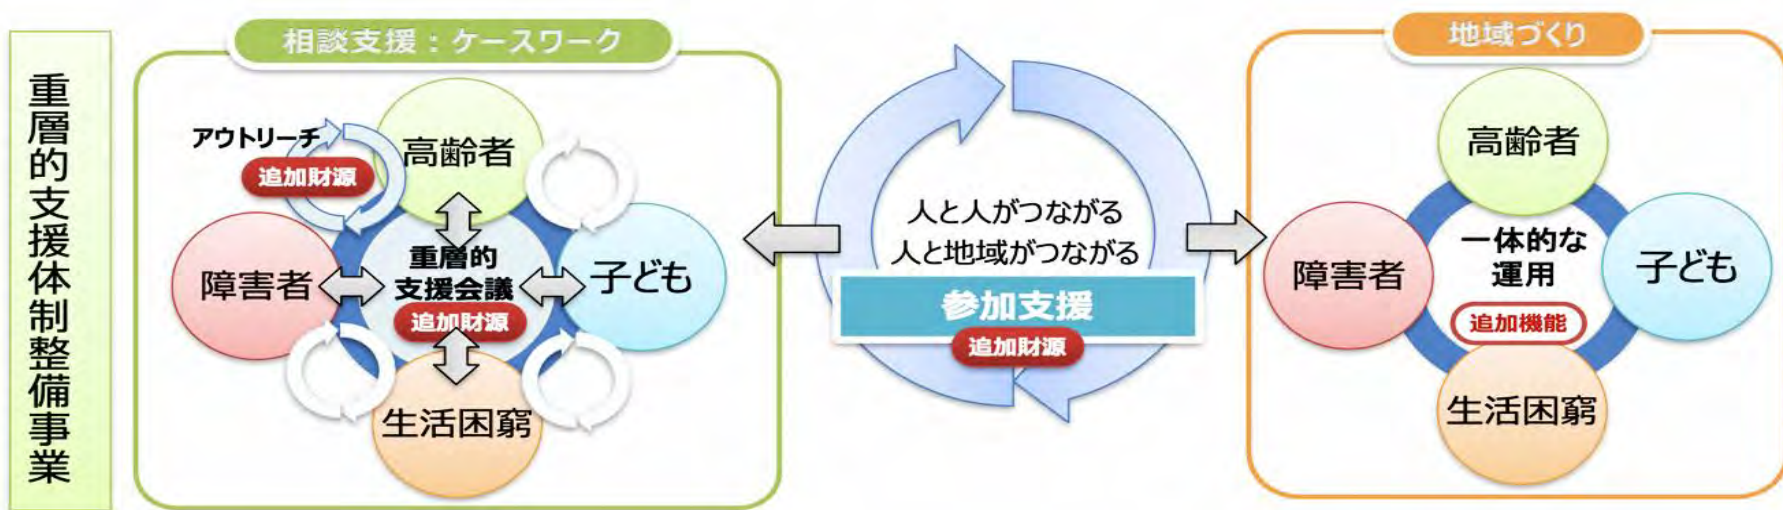 重層的支援体制整備事業
相談支援：ケースワーク
アウトリーチ
追加財源
高齢者
障害者
重層的
支援会議
追加財源
子ども
生活困窮
人と人がつながる
人と地域がつながる
参加支援
追加財源
地域づくり
高齢者
障害者
一体的な
運用
追加機能
子ども
生活困窮